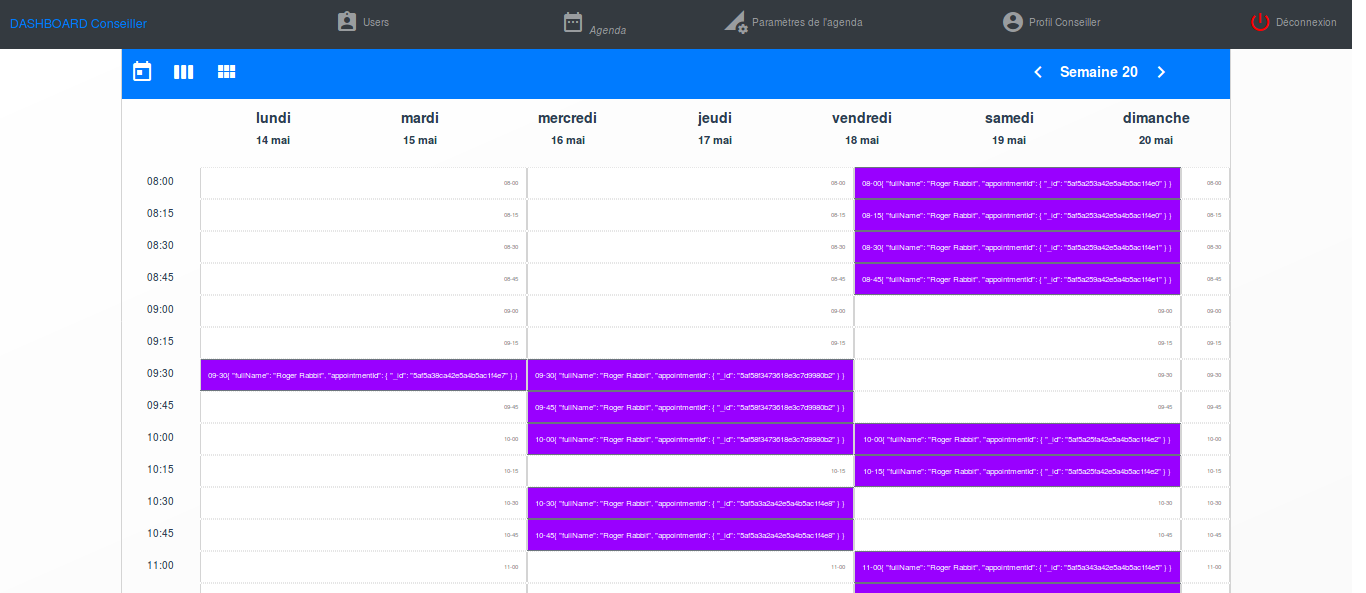 DASHBOARD Conseiller Users Agenda Paramètres de l'agenda Profil Conseiller Déconnexion
Semaine 20
lundi mardi mercredi jeudi vendredi samedi dimanche
14 mai 15 mai 16 mai 17 mai 18 mai 19 mai 20 mai
08:00 08-00 08-00 08-00{ "fullName": "Roger Rabbit", "appointmentId": { "_id": "5af5a253a42e5a4b5ac1f4e0" } } 08-00
08:15 08-15 08-15 08-15{ "fullName": "Roger Rabbit", "appointmentId": { "_id": "5af5a253a42e5a4b5ac1f4e0" } } 08-15
08:30 08-30 08-30 08-30{ "fullName": "Roger Rabbit", "appointmentId": { "_id": "5af5a259a42e5a4b5ac1f4e1" } } 08-30
08:45 08-45 08-45 08-45{ "fullName": "Roger Rabbit", "appointmentId": { "_id": "5af5a259a42e5a4b5ac1f4e1" } } 08-45
09:00 09-00 09-00 09-00 09-00
09:15 09-15 09-15 09-15 09-15
09:30 09-30{ "fullName": "Roger Rabbit", "appointmentId": { "_id": "5af5a38ca42e5a4b5ac1f4e7" } } 09-30{ "fullName": "Roger Rabbit", "appointmentId": { "_id": "5af58f3473618e3c7d9980b2" } } 09-30 09-30
09:45 09-45 09-45{ "fullName": "Roger Rabbit", "appointmentId": { "_id": "5af58f3473618e3c7d9980b2" } } 09-45 09-45
10:00 10-00 10-00{ "fullName": "Roger Rabbit", "appointmentId": { "_id": "5af58f3473618e3c7d9980b2" } } 10-00{ "fullName": "Roger Rabbit", "appointmentId": { "_id": "5af5a25fa42e5a4b5ac1f4e2" } } 10-00
10:15 10-15 10-15 10-15{ "fullName": "Roger Rabbit", "appointmentId": { "_id": "5af5a25fa42e5a4b5ac1f4e2" } } 10-15
10:30 10-30 10-30{ "fullName": "Roger Rabbit", "appointmentId": { "_id": "5af5a3a2a42e5a4b5ac1f4e8" } } 10-30 10-30
10:45 10-45 10-45{ "fullName": "Roger Rabbit", "appointmentId": { "_id": "5af5a3a2a42e5a4b5ac1f4e8" } } 10-45 10-45
11:00 11-00 11-00 11-00{ "fullName": "Roger Rabbit", "appointmentId": { "_id": "5af5a343a42e5a4b5ac1f4e5" } } 11-00